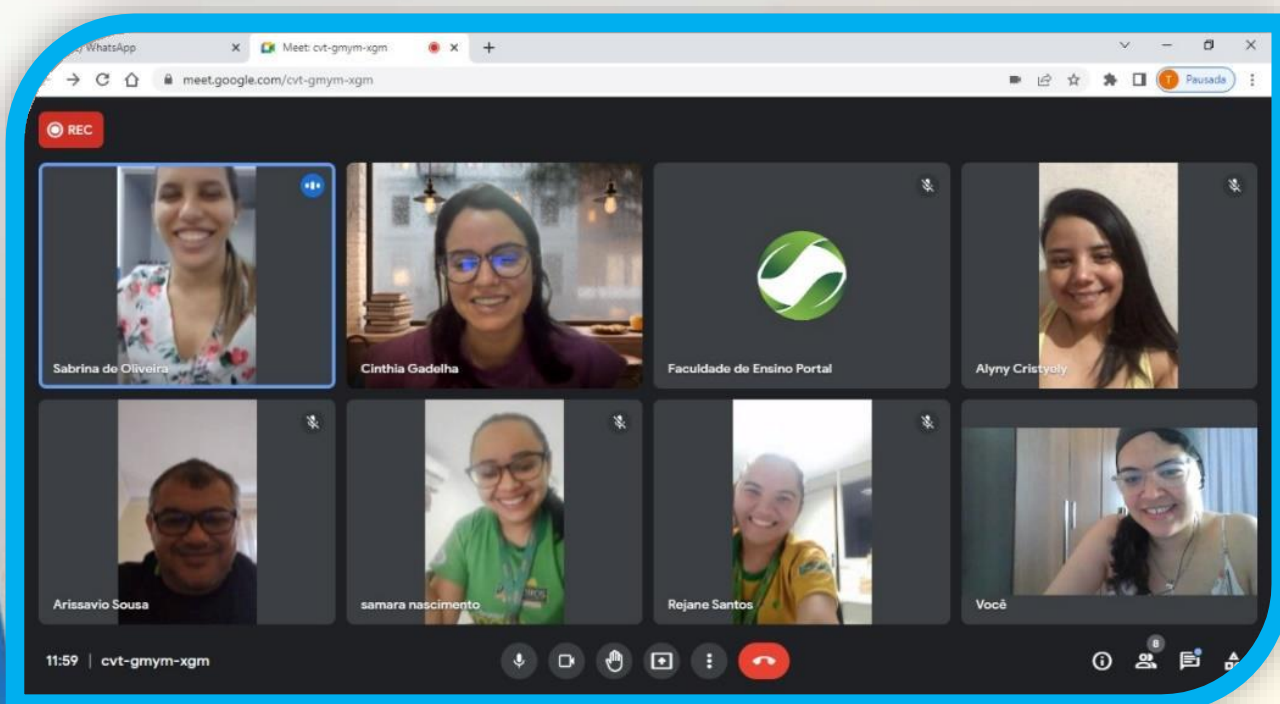 WhatsApp
Meet: cvt-gmym-xgm
meet.google.com/cvt-gmym-xgm
T Pausada
REC
Sabrina de Oliveira
Cinthia Gadelha
Faculdade de Ensino Portal
Alyny Cristyoly
Arissavio Sousa
samara nascimento
Rejane Santos
Você
11:59 | cvt-gmym-xgm
8